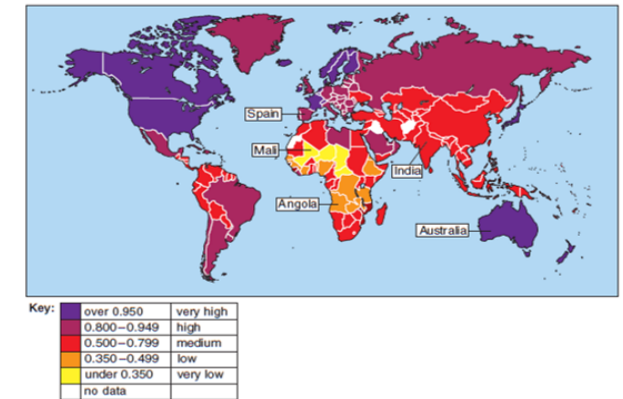 Spain
Mali
India
Angola
Australia
Key: over 0.950 very high
0.800–0.949 high
0.500–0.799 medium
0.350–0.499 low
under 0.350 very low
no data